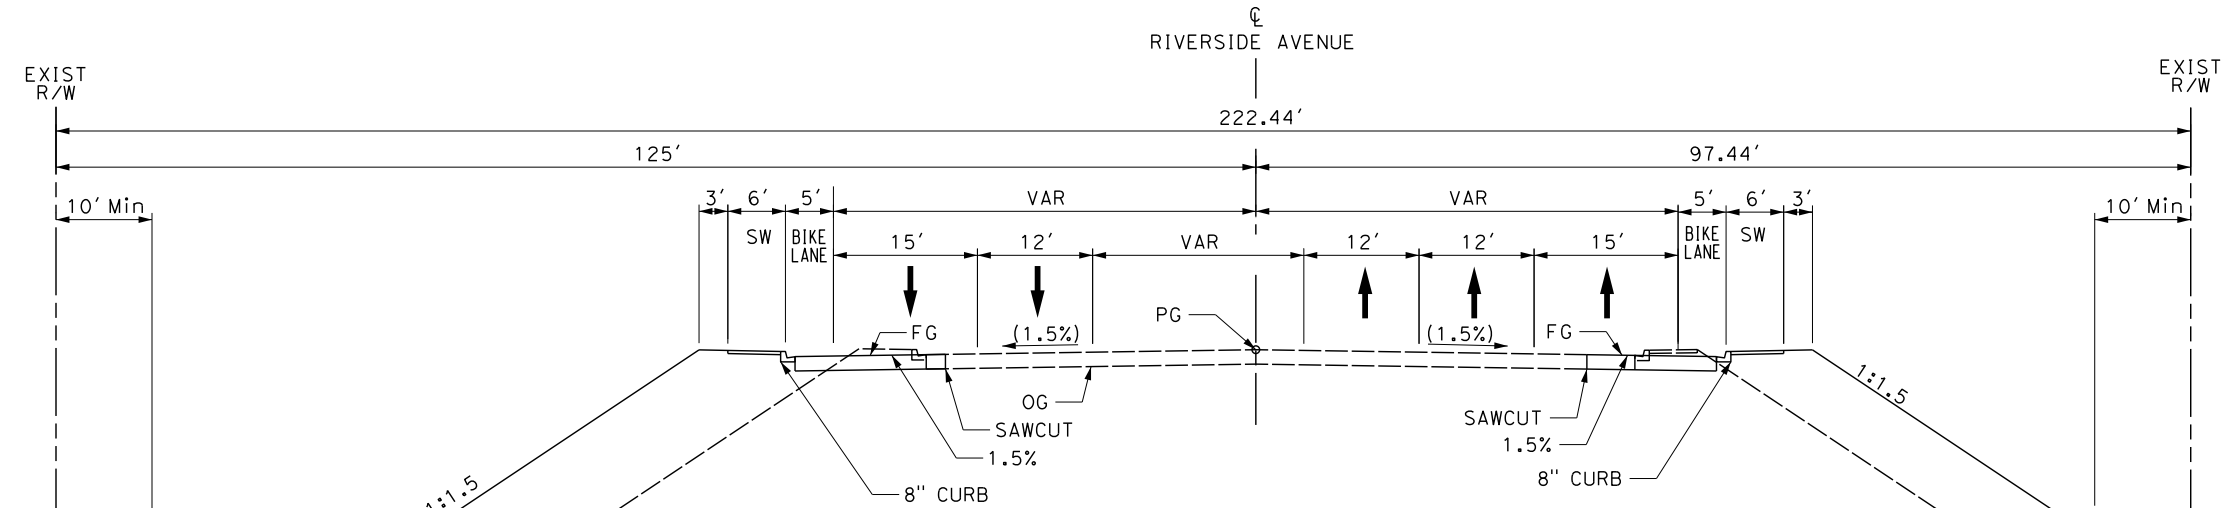 ℄
RIVERSIDE AVENUE
EXIST
R/W
EXIST
R/W
222.44′
125′
97.44′
3′
6′
5′
VAR
VAR
5′
6′
3′
10′ Min
10′ Min
SW
BIKE
LANE
15′
12′
VAR
12′
12′
15′
BIKE
LANE
SW
PG
FG
(1.5%)
(1.5%)
FG
OG
SAWCUT
1.5%
8" CURB
SAWCUT
1.5%
8" CURB
1:1.5
1:1.5